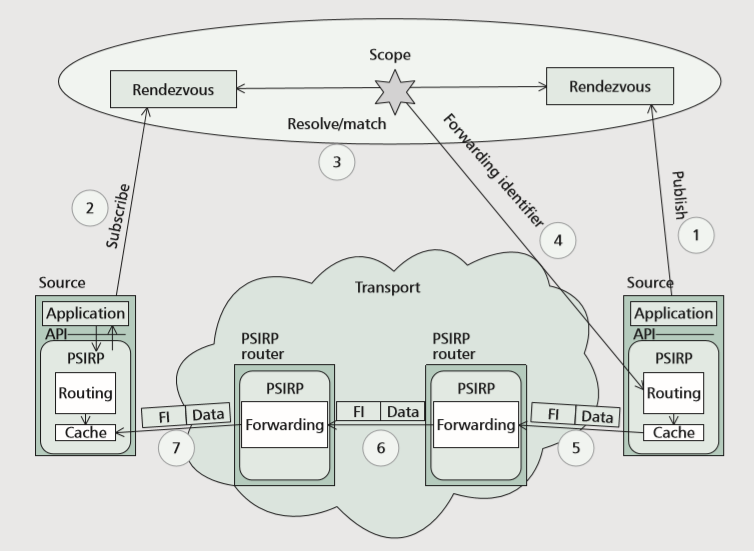 Scope
Rendezvous
Rendezvous
Resolve/match
3
Forwarding identifier
4
2
Subscribe
Publish
1
Source
Application
API
PSIRP
Routing
Cache
Transport
PSIRP
router
PSIRP
Forwarding
PSIRP
router
PSIRP
Forwarding
Source
Application
API
PSIRP
Routing
Cache
FI Data
7
FI Data
6
FI Data
5